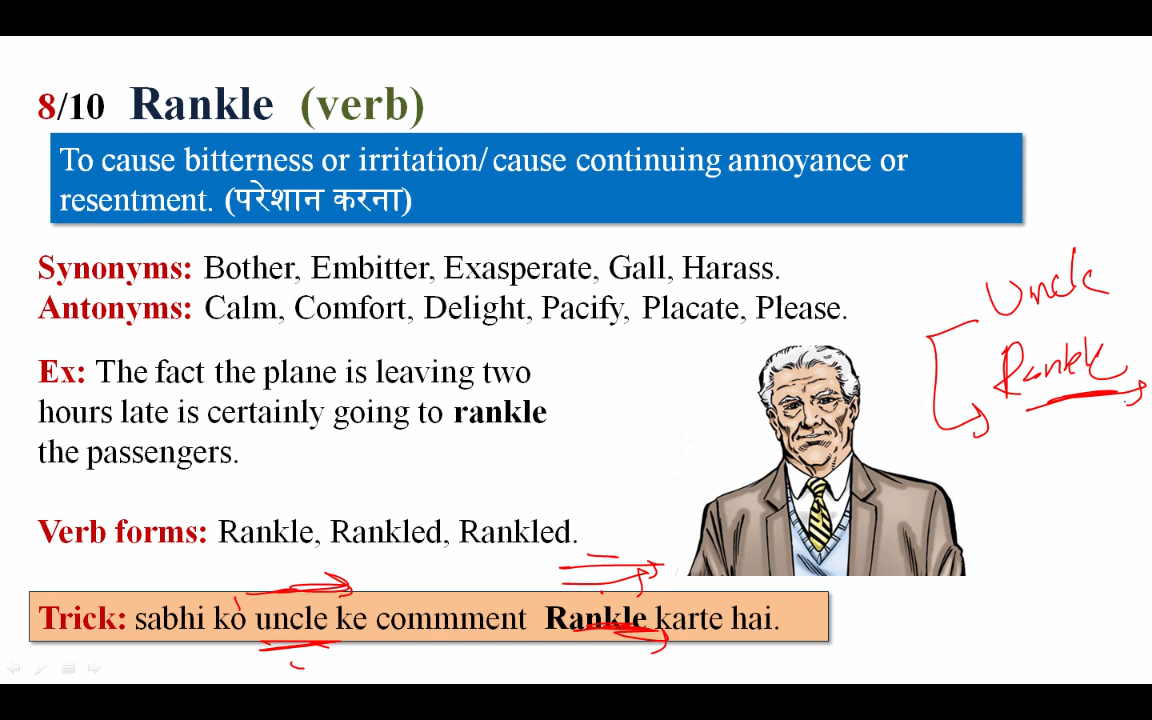 8/10 Rankle (verb)
To cause bitterness or irritation/ cause continuing annoyance or
resentment. (परेशान करना)
Synonyms: Bother, Embitter, Exasperate, Gall, Harass.
Antonyms: Calm, Comfort, Delight, Pacify, Placate, Please.
Uncle
Rankle
Ex: The fact the plane is leaving two
hours late is certainly going to rankle
the passengers.
Verb forms: Rankle, Rankled, Rankled.
Trick: sabhi ko uncle ke commment Rankle karte hai.